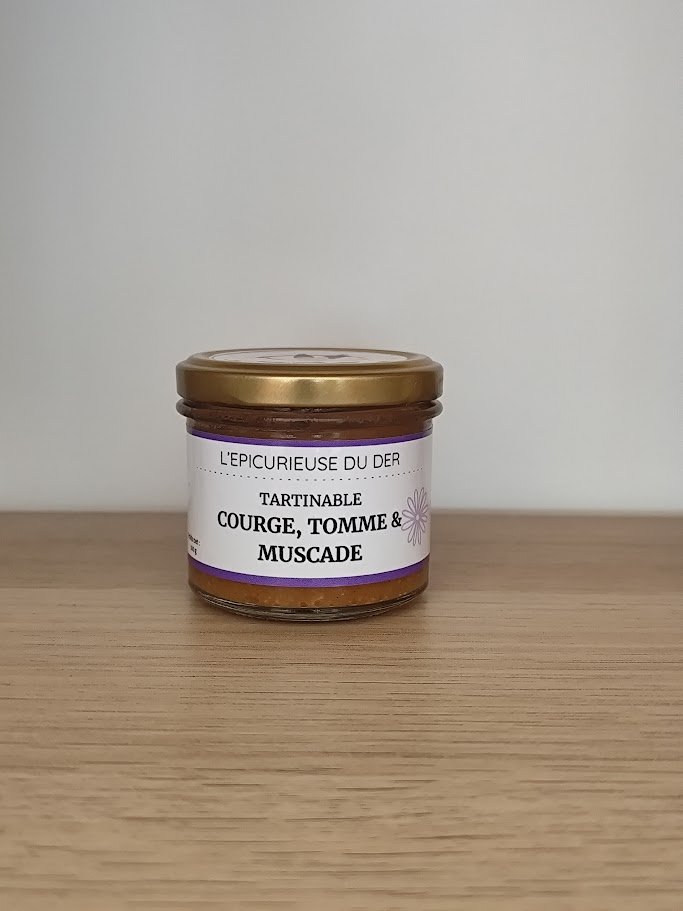 L'EPICURIEUSE DU DER
TARTINABLE
COURGE, TOMME &
MUSCADE